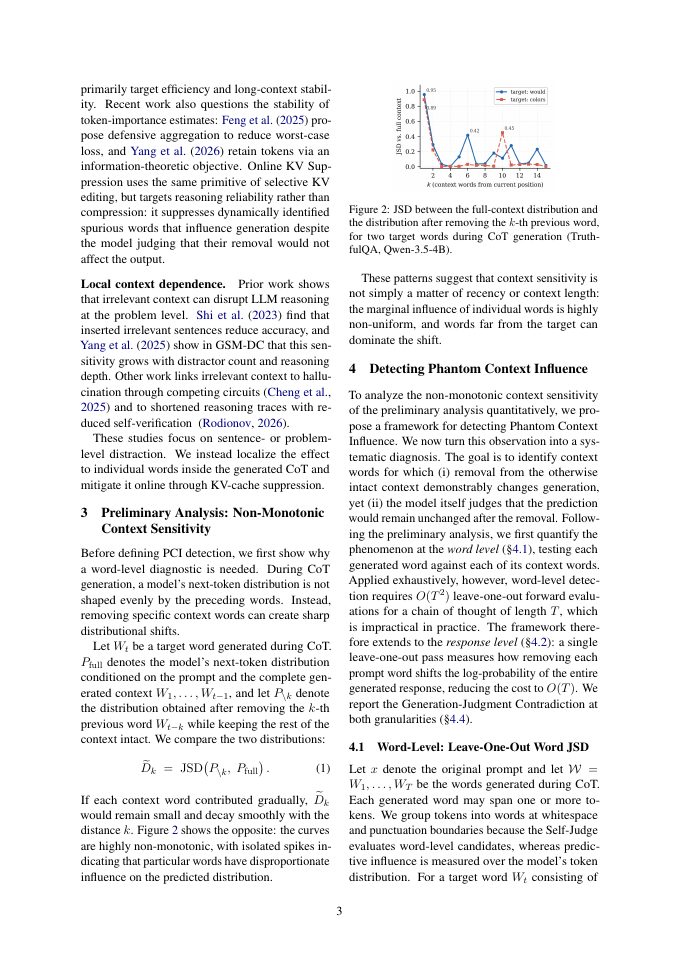 primarily target efficiency and long-context stabil-
ity. Recent work also questions the stability of
token-importance estimates: Feng et al. (2025) pro-
pose defensive aggregation to reduce worst-case
loss, and Yang et al. (2026) retain tokens via an
information-theoretic objective. Online KV Sup-
pression uses the same primitive of selective KV
editing, but targets reasoning reliability rather than
compression: it suppresses dynamically identified
spurious words that influence generation despite
the model judging that their removal would not
affect the output.
Local context dependence. Prior work shows
that irrelevant context can disrupt LLM reasoning
at the problem level. Shi et al. (2023) find that
inserted irrelevant sentences reduce accuracy, and
Yang et al. (2025) show in GSM-DC that this sen-
sitivity grows with distractor count and reasoning
depth. Other work links irrelevant context to hallu-
cination through competing circuits (Cheng et al.,
2025) and to shortened reasoning traces with re-
duced self-verification (Rodionov, 2026).
These studies focus on sentence- or problem-
level distraction. We instead localize the effect
to individual words inside the generated CoT and
mitigate it online through KV-cache suppression.
3 Preliminary Analysis: Non-Monotonic
Context Sensitivity
Before defining PCI detection, we first show why
a word-level diagnostic is needed. During CoT
generation, a model's next-token distribution is not
shaped evenly by the preceding words. Instead,
removing specific context words can create sharp
distributional shifts.
Let W_t be a target word generated during CoT.
P_full denotes the model's next-token distribution
conditioned on the prompt and the complete gen-
erated context W_1, . . . , W_{t−1}, and let P_{\k} denote
the distribution obtained after removing the k-th
previous word W_{t−k} while keeping the rest of the
context intact. We compare the two distributions:
D̃_k = JSD(P_{\k}, P_full). (1)
If each context word contributed gradually, D̃_k
would remain small and decay smoothly with the
distance k. Figure 2 shows the opposite: the curves
are highly non-monotonic, with isolated spikes in-
dicating that particular words have disproportionate
influence on the predicted distribution.
JSD vs. full context
1.0
0.8
0.6
0.4
0.2
0.0
0.95
0.89
0.42
0.45
target: would
target: colors
2 4 6 8 10 12 14
k (context words from current position)
Figure 2: JSD between the full-context distribution and
the distribution after removing the k-th previous word,
for two target words during CoT generation (Truth-
fulQA, Qwen-3.5-4B).
These patterns suggest that context sensitivity is
not simply a matter of recency or context length:
the marginal influence of individual words is highly
non-uniform, and words far from the target can
dominate the shift.
4 Detecting Phantom Context Influence
To analyze the non-monotonic context sensitivity
of the preliminary analysis quantitatively, we pro-
pose a framework for detecting Phantom Context
Influence. We now turn this observation into a sys-
tematic diagnosis. The goal is to identify context
words for which (i) removal from the otherwise
intact context demonstrably changes generation,
yet (ii) the model itself judges that the prediction
would remain unchanged after the removal. Follow-
ing the preliminary analysis, we first quantify the
phenomenon at the word level (§4.1), testing each
generated word against each of its context words.
Applied exhaustively, however, word-level detec-
tion requires O(T²) leave-one-out forward evalu-
ations for a chain of thought of length T, which
is impractical in practice. The framework there-
fore extends to the response level (§4.2): a single
leave-one-out pass measures how removing each
prompt word shifts the log-probability of the entire
generated response, reducing the cost to O(T). We
report the Generation-Judgment Contradiction at
both granularities (§4.4).
4.1 Word-Level: Leave-One-Out Word JSD
Let x denote the original prompt and let 𝒲 =
W_1, . . . , W_T be the words generated during CoT.
Each generated word may span one or more to-
kens. We group tokens into words at whitespace
and punctuation boundaries because the Self-Judge
evaluates word-level candidates, whereas predic-
tive influence is measured over the model's token
distribution. For a target word W_t consisting of
3